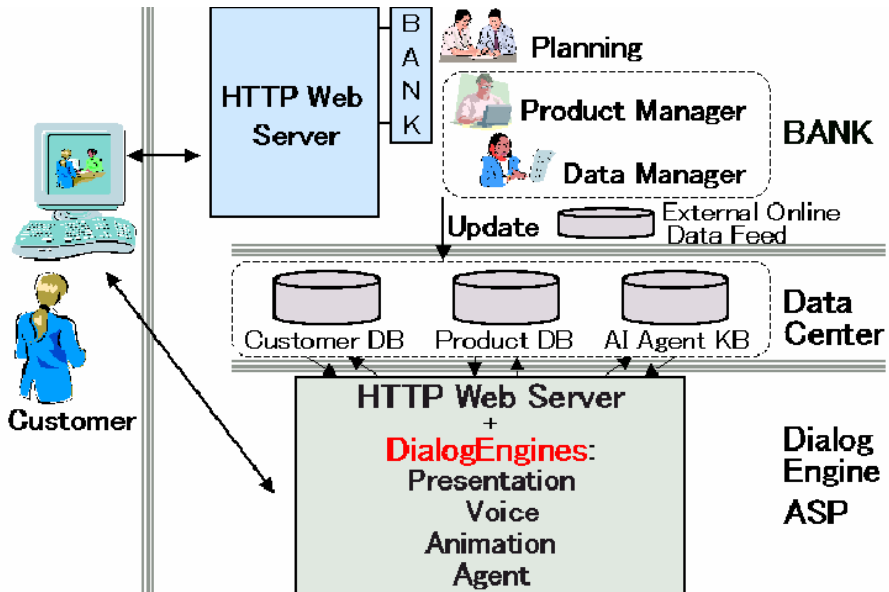 B
A
N
K
HTTP Web
Server
Planning
Product Manager
Data Manager
BANK
Update
External Online
Data Feed
Customer
Customer DB
Product DB
AI Agent KB
Data
Center
HTTP Web Server
+
DialogEngines:
Presentation
Voice
Animation
Agent
Dialog
Engine
ASP